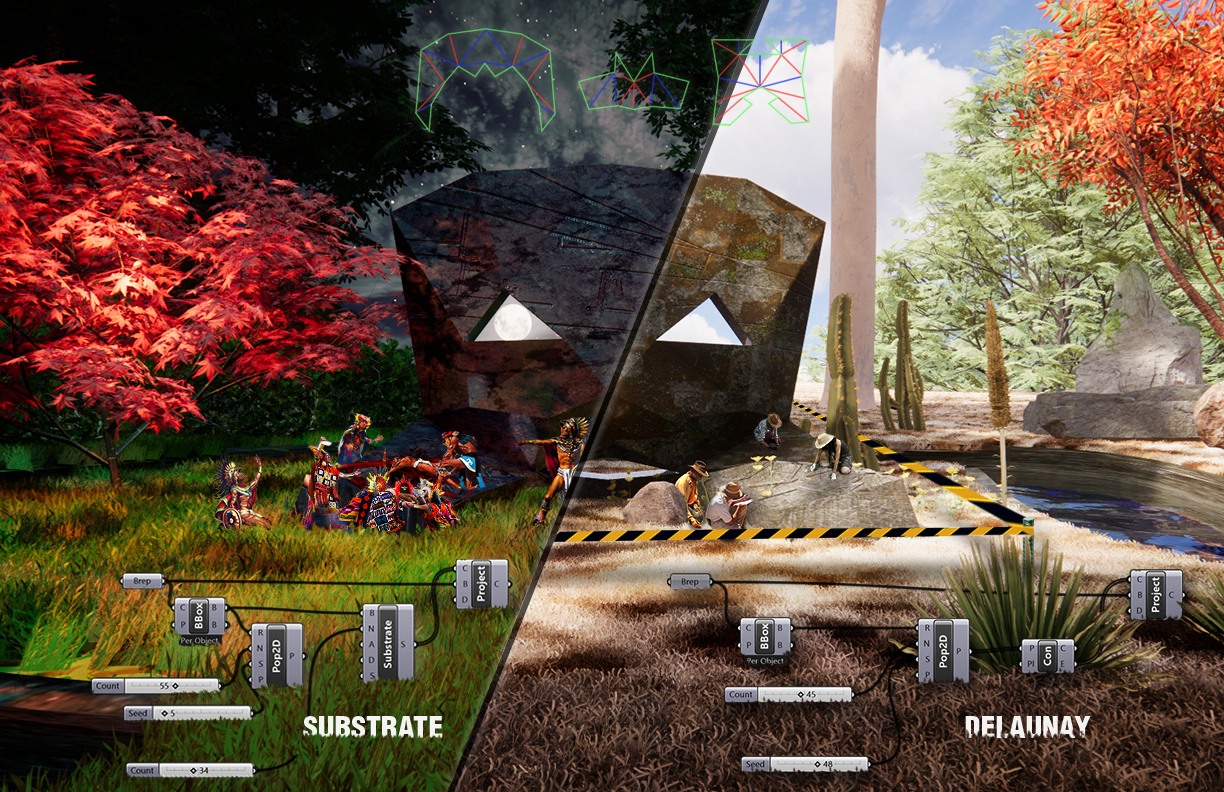 Brep
C
P
BBox
B
B
Per Object
R
N
S
P
Pop2D
P
B
N
A
D
S
Substrate
S
C
B
D
Project
C
Count
55
Seed
5
Count
34
SUBSTRATE
Brep
C
P
BBox
B
B
Per Object
R
N
S
P
Pop2D
P
P
Pl
Con
C
E
C
B
D
Project
C
Count
45
Seed
48
DELAUNAY